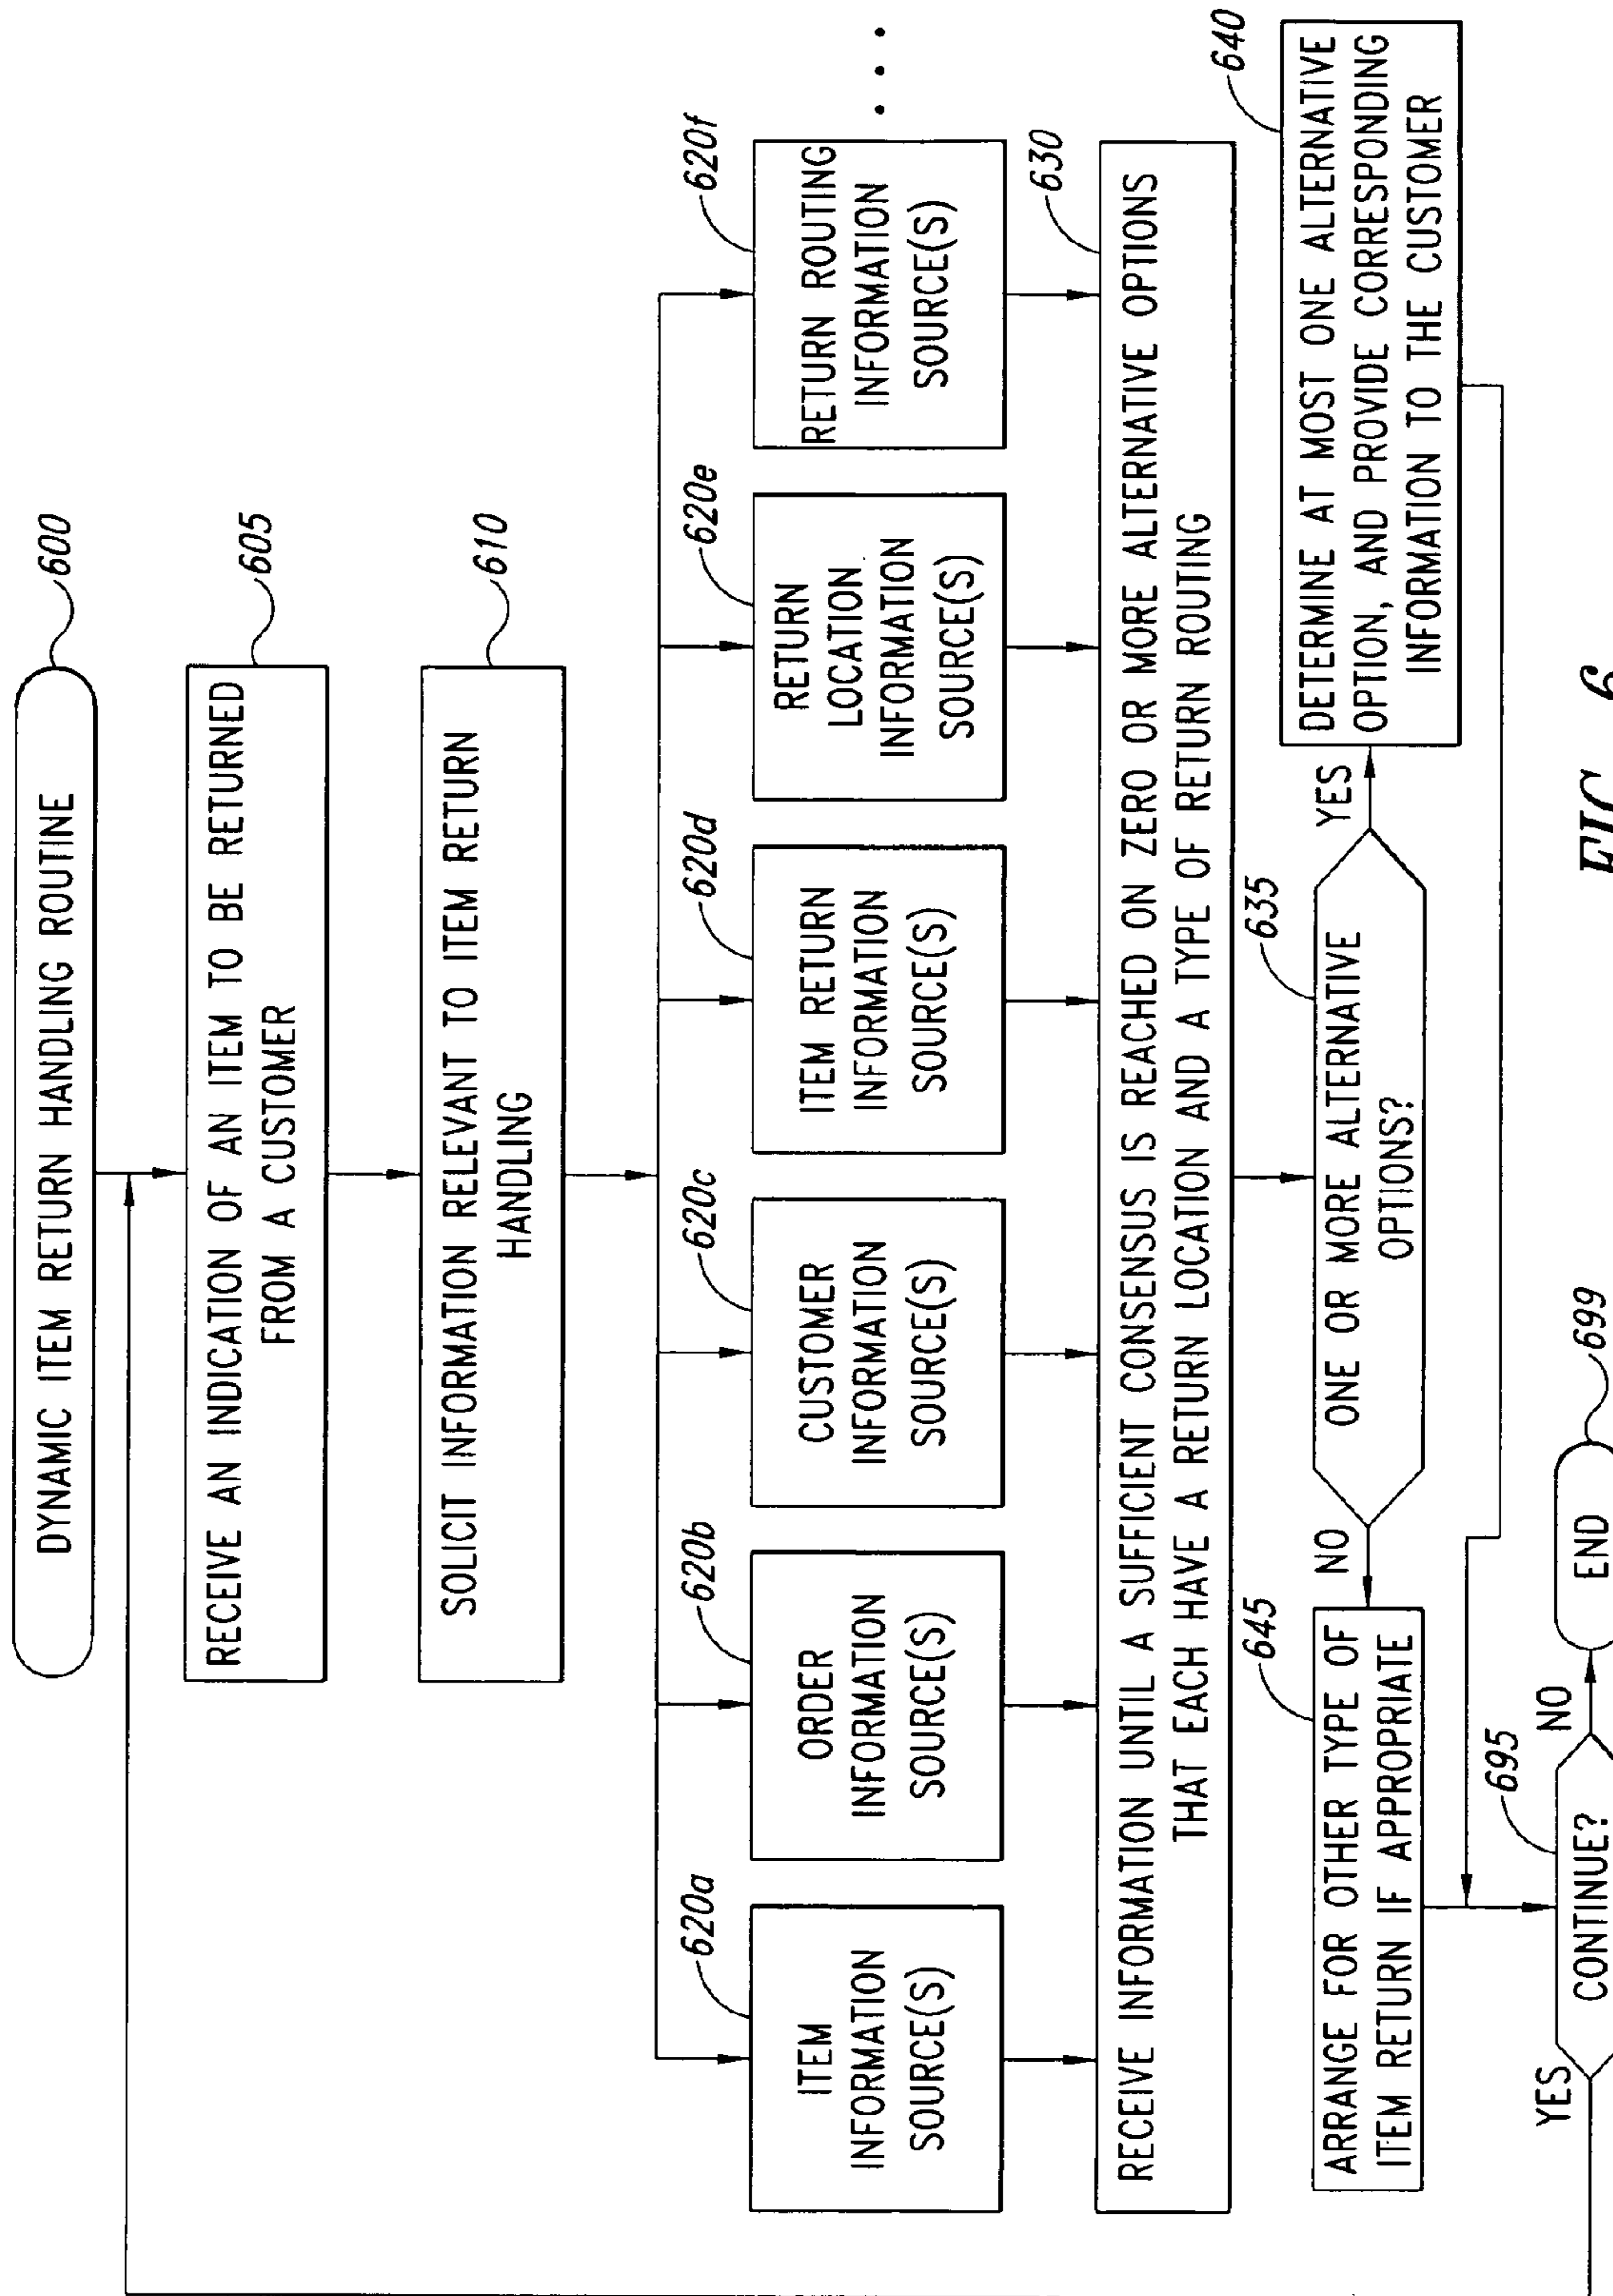 DYNAMIC ITEM RETURN HANDLING ROUTINE
600
RECEIVE AN INDICATION OF AN ITEM TO BE RETURNED
FROM A CUSTOMER
605
SOLICIT INFORMATION RELEVANT TO ITEM RETURN
HANDLING
610
620a
ITEM
INFORMATION
SOURCE(S)
620b
ORDER
INFORMATION
SOURCE(S)
620c
CUSTOMER
INFORMATION
SOURCE(S)
620d
ITEM RETURN
INFORMATION
SOURCE(S)
620e
RETURN
LOCATION
INFORMATION
SOURCE(S)
620f
RETURN ROUTING
INFORMATION
SOURCE(S)
• • •
630
RECEIVE INFORMATION UNTIL A SUFFICIENT CONSENSUS IS REACHED ON ZERO OR MORE ALTERNATIVE OPTIONS
THAT EACH HAVE A RETURN LOCATION AND A TYPE OF RETURN ROUTING
635
ONE OR MORE ALTERNATIVE
OPTIONS?
YES
NO
640
DETERMINE AT MOST ONE ALTERNATIVE
OPTION, AND PROVIDE CORRESPONDING
INFORMATION TO THE CUSTOMER
645
ARRANGE FOR OTHER TYPE OF
ITEM RETURN IF APPROPRIATE
695
CONTINUE?
YES
NO
END
699
FIG. 6